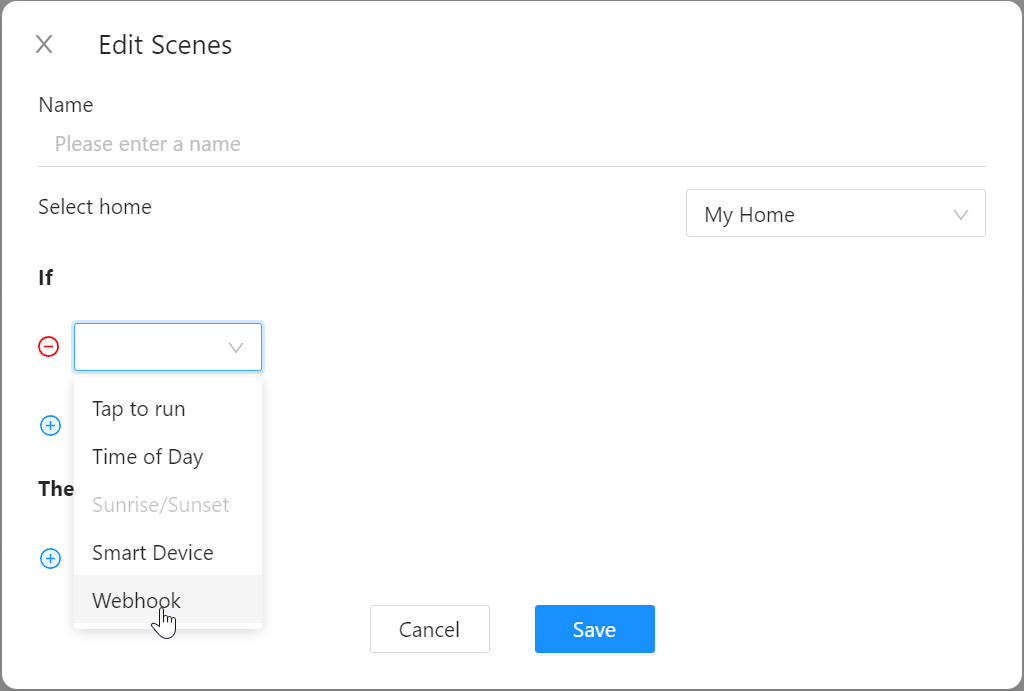 Edit Scenes
Name
Please enter a name
Select home
My Home
If
Tap to run
Time of Day
The
Sunrise/Sunset
Smart Device
Webhook
Cancel
Save